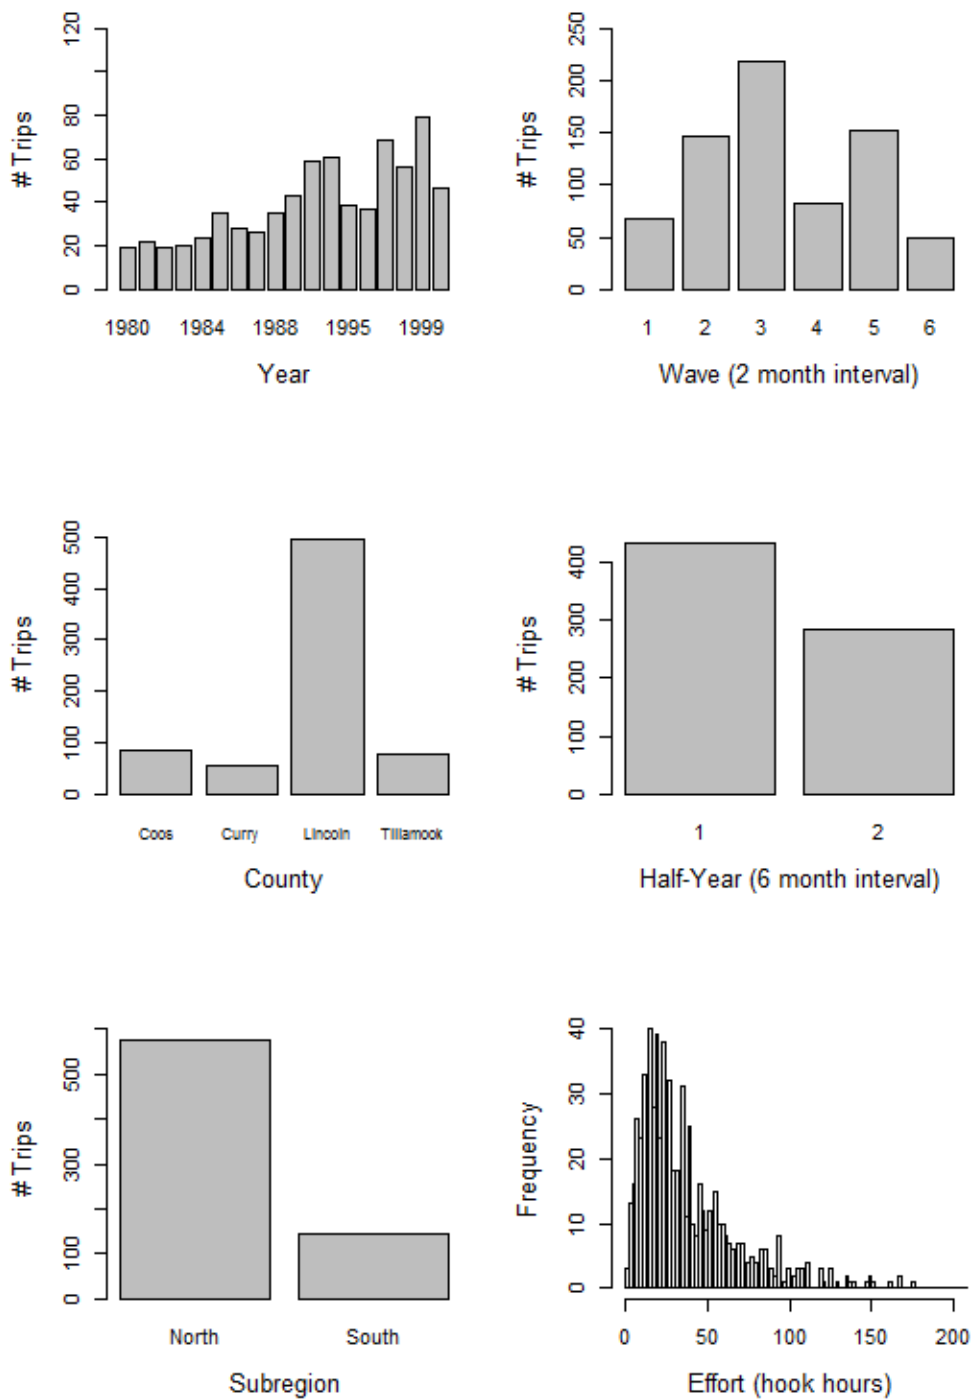 # Trips
120
80
60
40
20
0
1980 1984 1988 1995 1999
Year
# Trips
250
200
150
100
50
0
1 2 3 4 5 6
Wave (2 month interval)
# Trips
500
400
300
200
100
0
Coos Curry Lincoln Tillamook
County
# Trips
400
300
200
100
0
1 2
Half-Year (6 month interval)
# Trips
500
300
100
0
North South
Subregion
Frequency
40
30
20
10
0
0 50 100 150 200
Effort (hook hours)